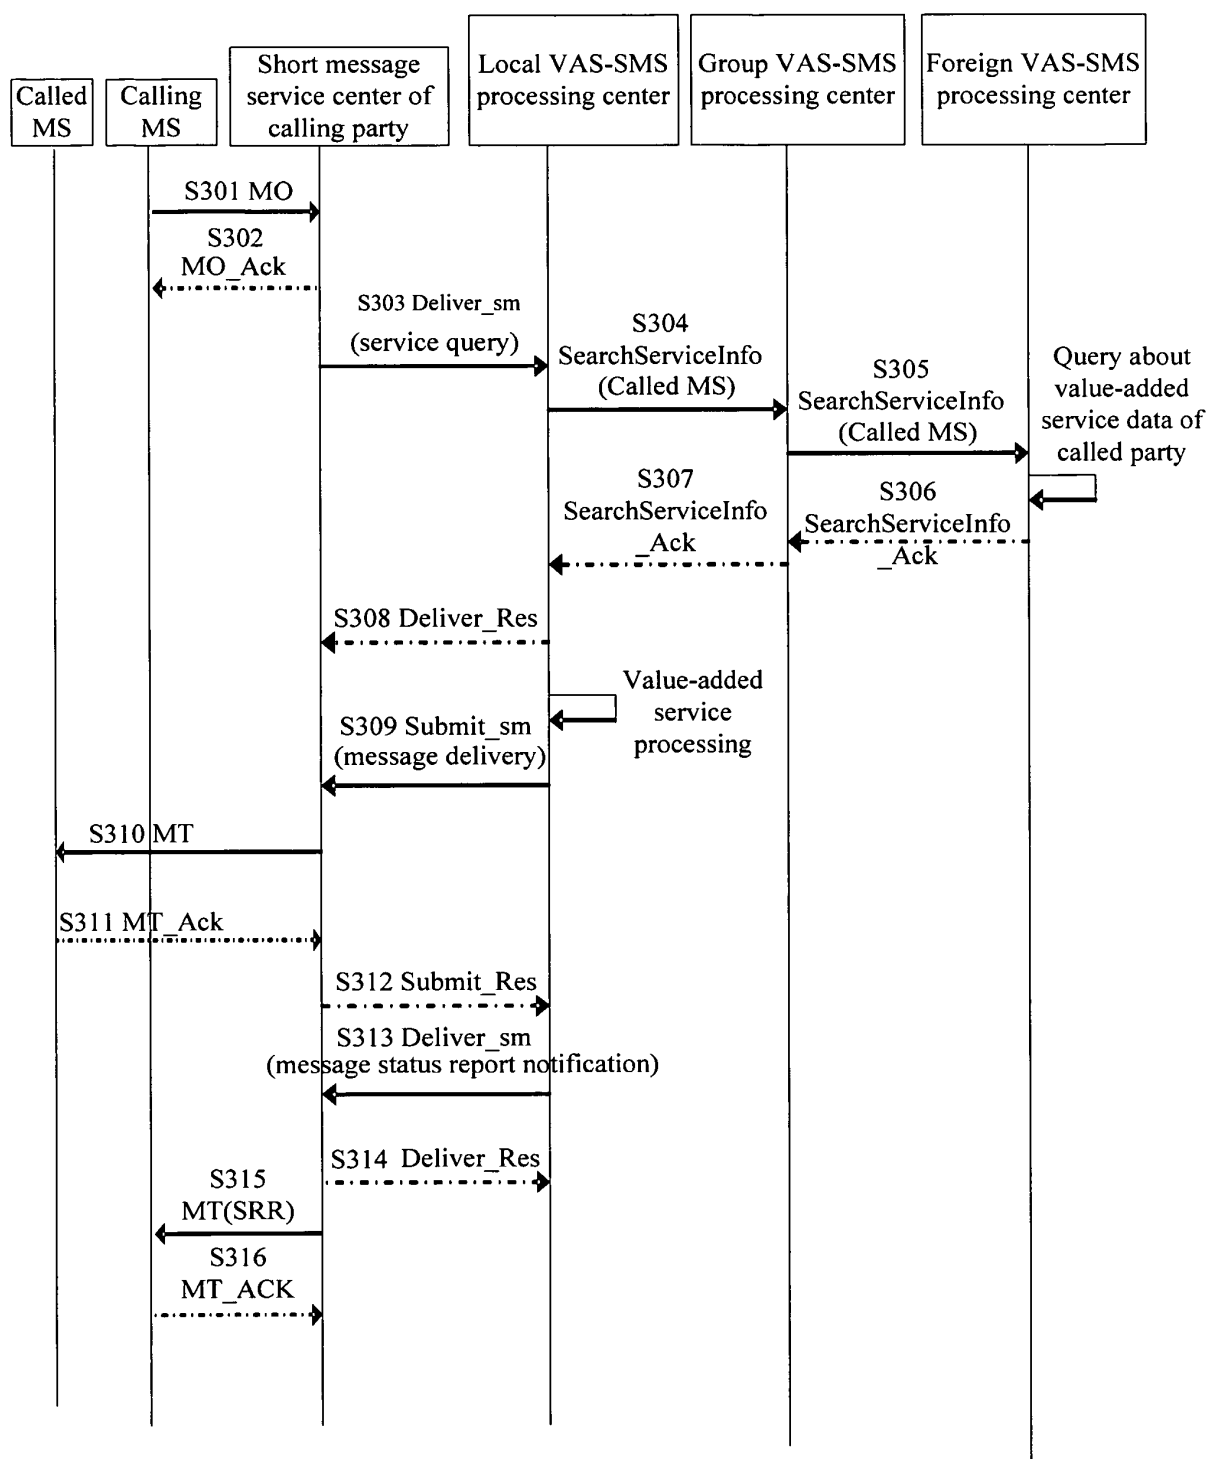 Called
MS
Calling
MS
Short message
service center of
calling party
Local VAS-SMS
processing center
Group VAS-SMS
processing center
Foreign VAS-SMS
processing center
S301 MO
S302
MO_Ack
S303 Deliver_sm
(service query)
S304
SearchServiceInfo
(Called MS)
S305
SearchServiceInfo
(Called MS)
Query about
value-added
service data of
called party
S306
SearchServiceInfo
_Ack
S307
SearchServiceInfo
_Ack
S308 Deliver_Res
Value-added
service
processing
S309 Submit_sm
(message delivery)
S310 MT
S311 MT_Ack
S312 Submit_Res
S313 Deliver_sm
(message status report notification)
S314 Deliver_Res
S315
MT(SRR)
S316
MT_ACK